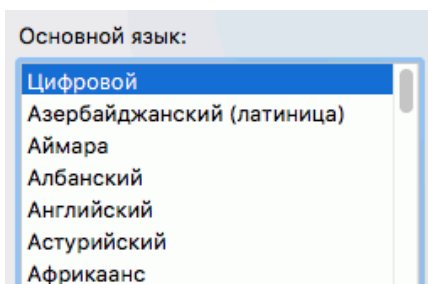 Основной язык:
Цифровой
Азербайджанский (латиница)
Аймара
Албанский
Английский
Астурийский
Африкаанс